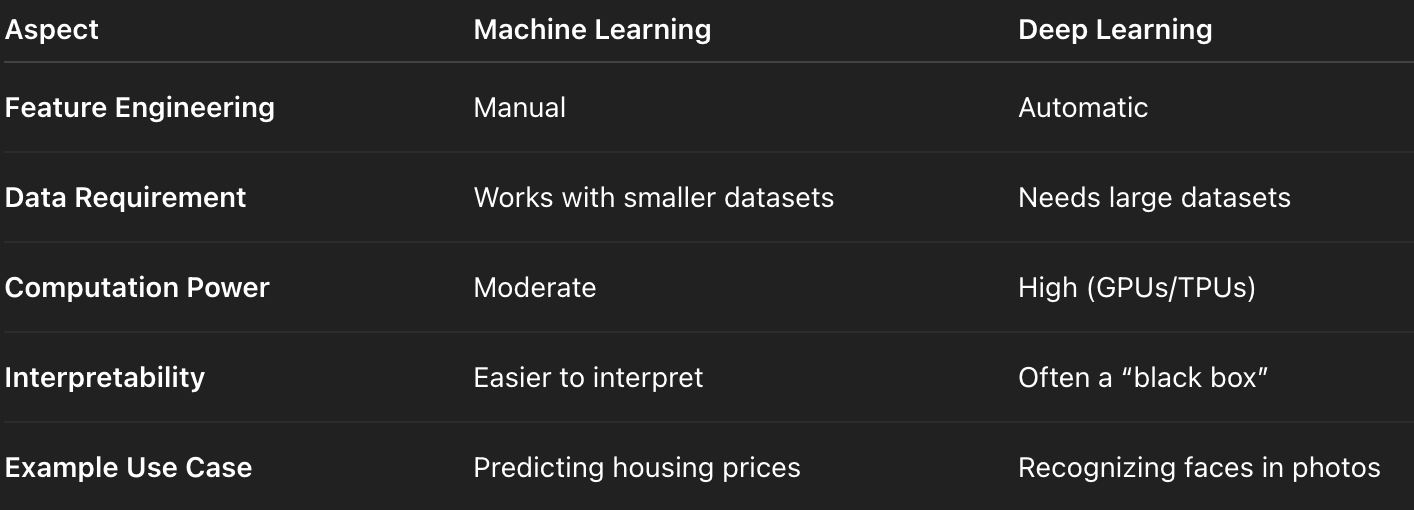 Aspect Machine Learning Deep Learning
Feature Engineering Manual Automatic
Data Requirement Works with smaller datasets Needs large datasets
Computation Power Moderate High (GPUs/TPUs)
Interpretability Easier to interpret Often a “black box”
Example Use Case Predicting housing prices Recognizing faces in photos